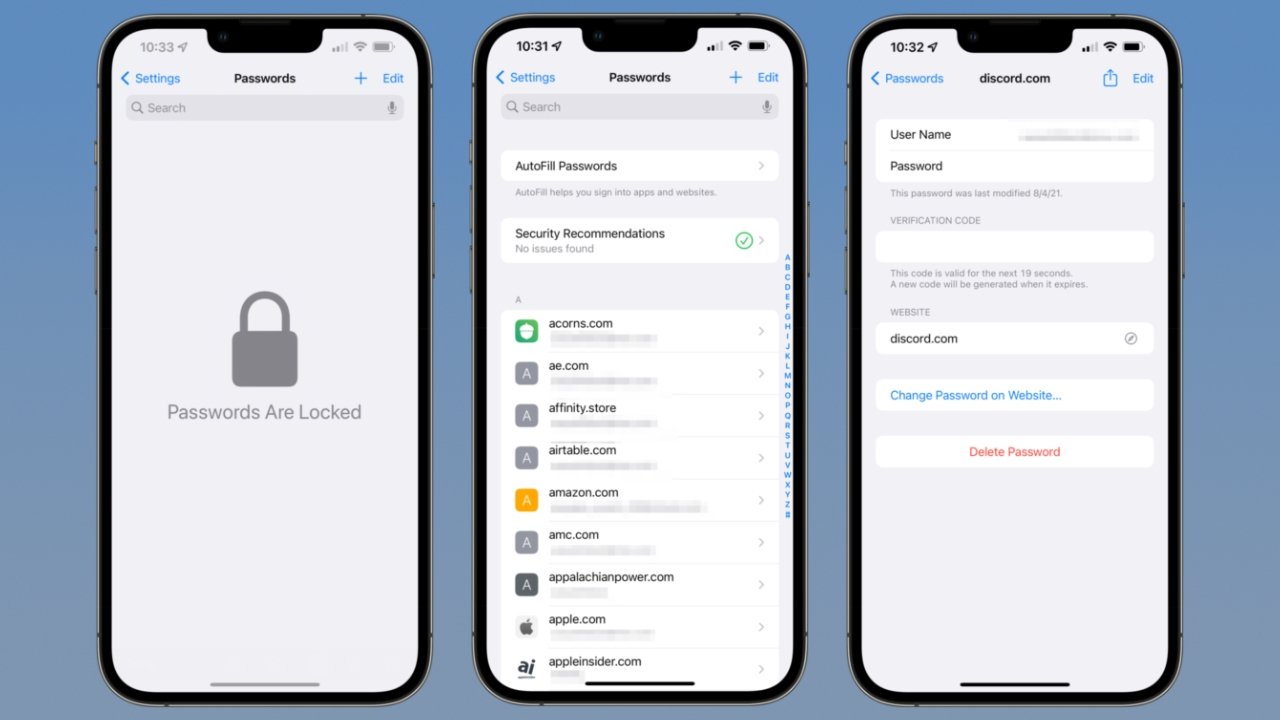 10:33
Settings
Passwords
+
Edit
Search
Passwords Are Locked
10:31
Settings
Passwords
+
Edit
Search
AutoFill Passwords
AutoFill helps you sign into apps and websites.
Security Recommendations
No issues found
A
acorns.com
A
ae.com
A
affinity.store
A
airtable.com
A
amazon.com
A
amc.com
A
appalachianpower.com
apple.com
ai
appleinsider.com
A
B
C
D
E
F
G
H
I
J
K
L
M
N
O
P
Q
R
S
T
U
V
W
X
Y
Z
#
10:32
Passwords
discord.com
Edit
User Name
Password
This password was last modified 8/4/21.
VERIFICATION CODE
This code is valid for the next 19 seconds.
A new code will be generated when it expires.
WEBSITE
discord.com
Change Password on Website...
Delete Password